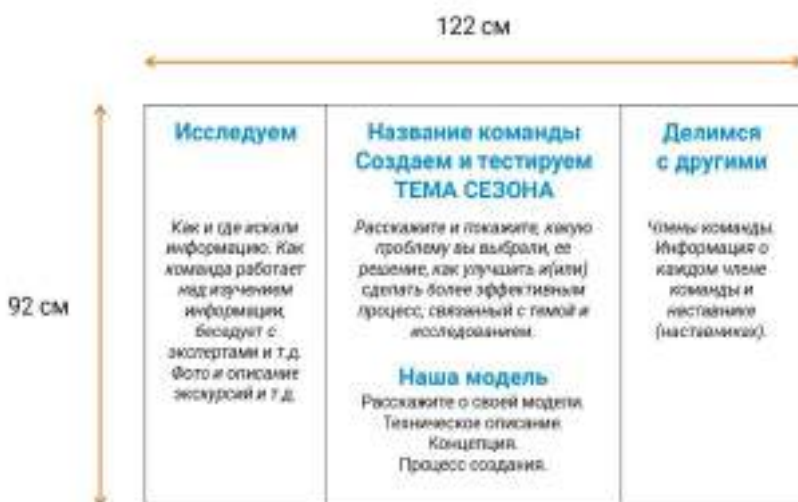 122 см
92 см
Исследуем
Как и где искали
информацию. Как
команда работает
над изучением
информации,
беседует с
экспертами и т.д.
Фото и описание
экскурсий и т.д.
Название команды
Создаем и тестируем
ТЕМА СЕЗОНА
Расскажите и покажите, какую
проблему вы выбрали, ее
решение, как улучшить и(или)
сделать более эффективным
процесс, связанный с темой и
исследованием.
Наша модель
Расскажите о своей модели.
Техническое описание.
Концепция.
Процесс создания.
Делимся
с другими
Члены команды.
Информация о
каждом члене
команды и
наставнике
(наставниках).